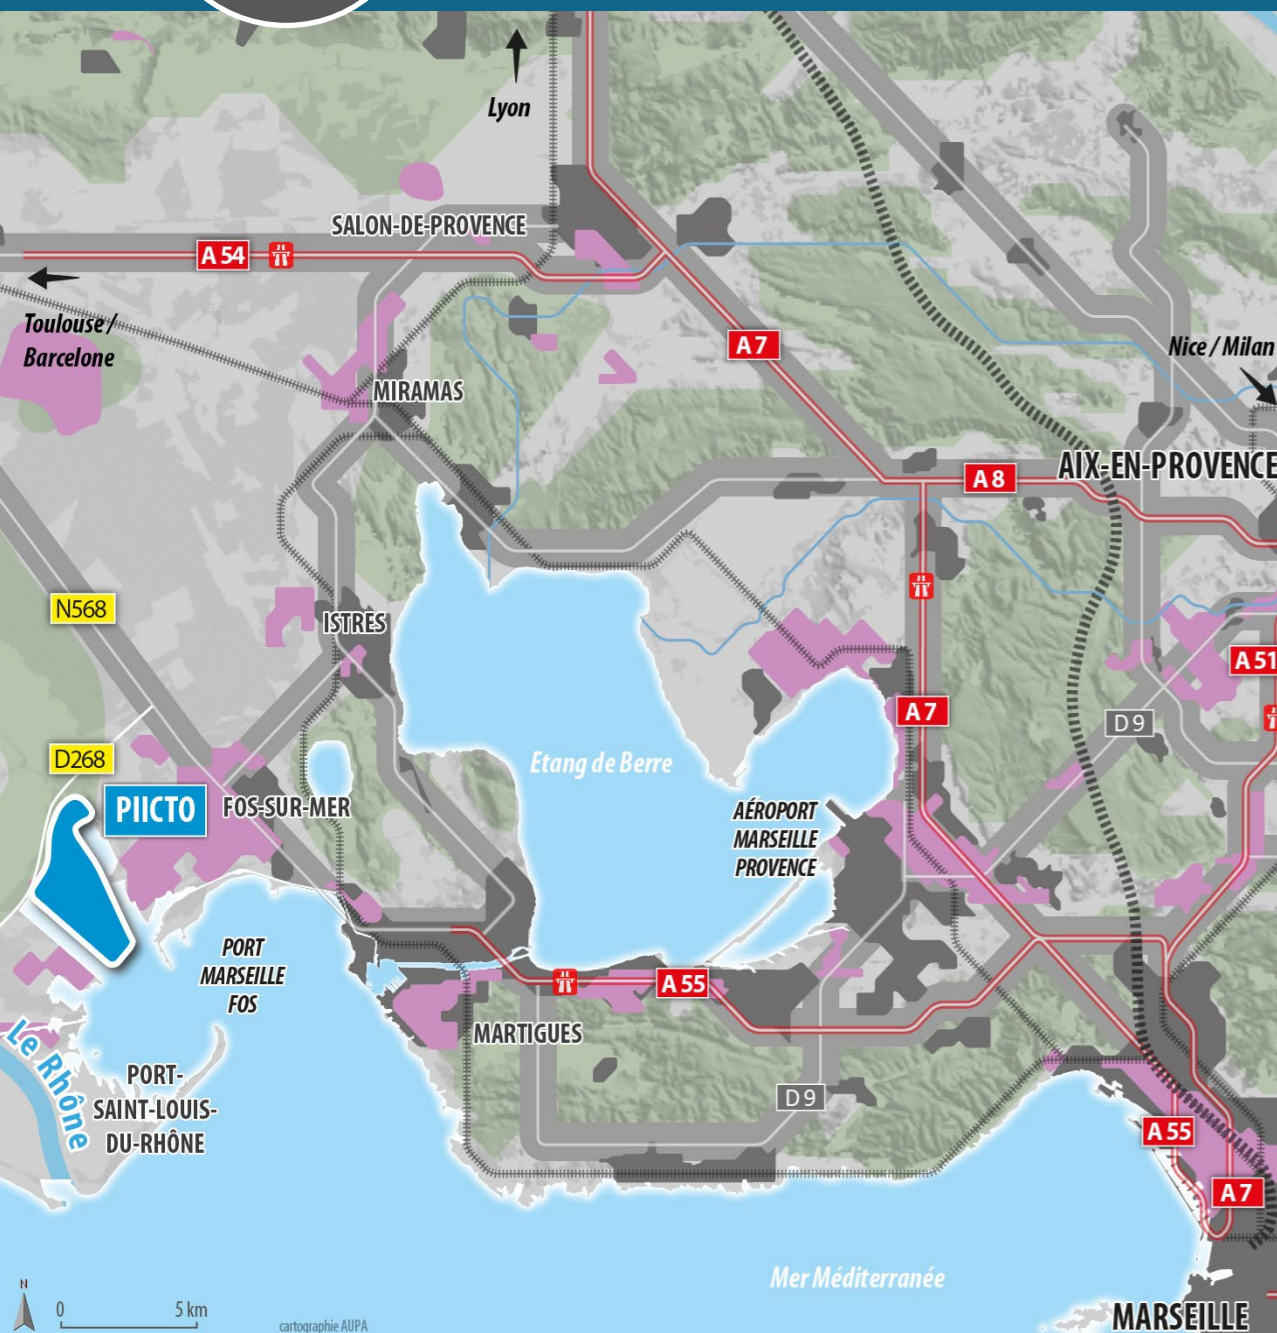 Lyon
SALON-DE-PROVENCE
A 54
Toulouse /
Barcelone
A 7
Nice / Milan
MIRAMAS
A 8
AIX-EN-PROVENCE
N568
ISTRES
A 51
A 7
D 9
D268
Etang de Berre
PIICTO
FOS-SUR-MER
AÉROPORT
MARSEILLE
PROVENCE
PORT
MARSEILLE
FOS
A 55
MARTIGUES
Le Rhône
PORT-
SAINT-LOUIS-
DU-RHÔNE
D 9
A 55
A 7
Mer Méditerranée
N
0 5 km
cartographie AUPA
MARSEILLE